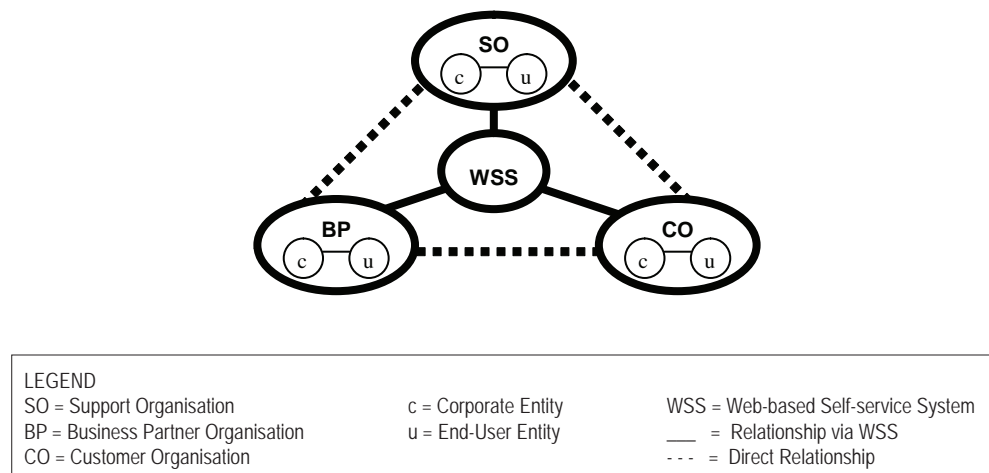 SO
c u
WSS
BP
c u
CO
c u
LEGEND
SO = Support Organisation c = Corporate Entity WSS = Web-based Self-service System
BP = Business Partner Organisation u = End-User Entity ___ = Relationship via WSS
CO = Customer Organisation - - - = Direct Relationship